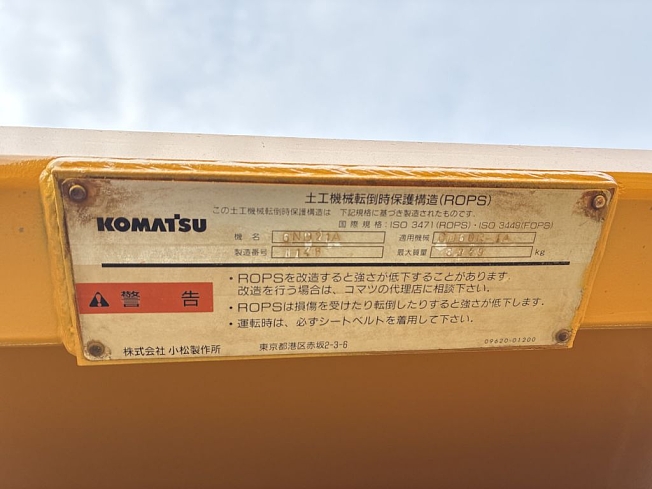 土工機械転倒時保護構造(ROPS)
この土工機械転倒時保護構造は 下記規格に基づき製造されたものです.
国際規格:ISO 3471(ROPS)・ISO 3449(FOPS)
KOMATSU
機名 適用機械
製造番号 最大質量 kg
・ROPSを改造すると強さが低下することがあります.
改造を行う場合は、コマツの代理店に相談下さい.
警告
・ROPSは損傷を受けたり転倒したりすると強さが低下します.
・運転時は、必ずシートベルトを着用して下さい.
株式会社 小松製作所 東京都港区赤坂2-3-6 09620-01200